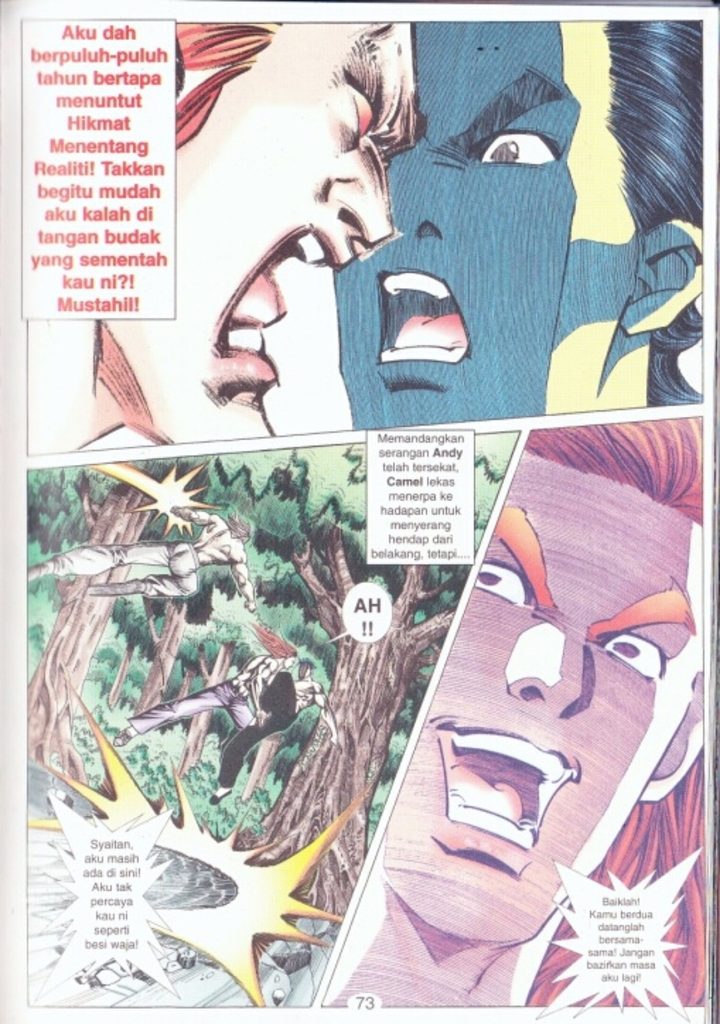 Aku dah
berpuluh-puluh
tahun bertapa
menuntut
Hikmat
Menentang
Realiti! Takkan
begitu mudah
aku kalah di
tangan budak
yang sementah
kau ni?!
Mustahil!
Memandangkan
serangan Andy
telah tersekat,
Camel lekas
menerpa ke
hadapan untuk
menyerang
hendap dari
belakang, tetapi....
AH
!!
Syaitan,
aku masih
ada di sini!
Aku tak
percaya
kau ni
seperti
besi waja!
Baiklah!
Kamu berdua
datanglah
bersama-
sama! Jangan
bazirkan masa
aku lagi!
73